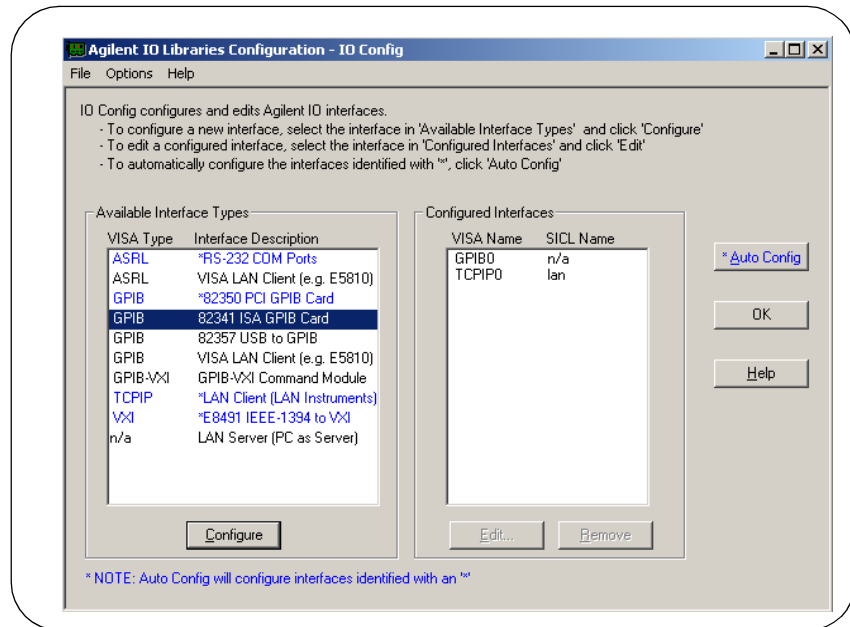 Agilent IO Libraries Configuration - IO Config
File Options Help
IO Config configures and edits Agilent IO interfaces.
- To configure a new interface, select the interface in 'Available Interface Types' and click 'Configure'
- To edit a configured interface, select the interface in 'Configured Interfaces' and click 'Edit'
- To automatically configure the interfaces identified with '*', click 'Auto Config'
Available Interface Types
VISA Type Interface Description
ASRL *RS-232 COM Ports
ASRL VISA LAN Client (e.g. E5810)
GPIB *82350 PCI GPIB Card
GPIB 82341 ISA GPIB Card
GPIB 82357 USB to GPIB
GPIB VISA LAN Client (e.g. E5810)
GPIB-VXI GPIB-VXI Command Module
TCPIP *LAN Client (LAN Instruments)
VXI *E8491 IEEE-1394 to VXI
n/a LAN Server (PC as Server)
Configure
Configured Interfaces
VISA Name SICL Name
GPIB0 n/a
TCPIP0 lan
Edit... Remove
* Auto Config
OK
Help
* NOTE: Auto Config will configure interfaces identified with an '*'